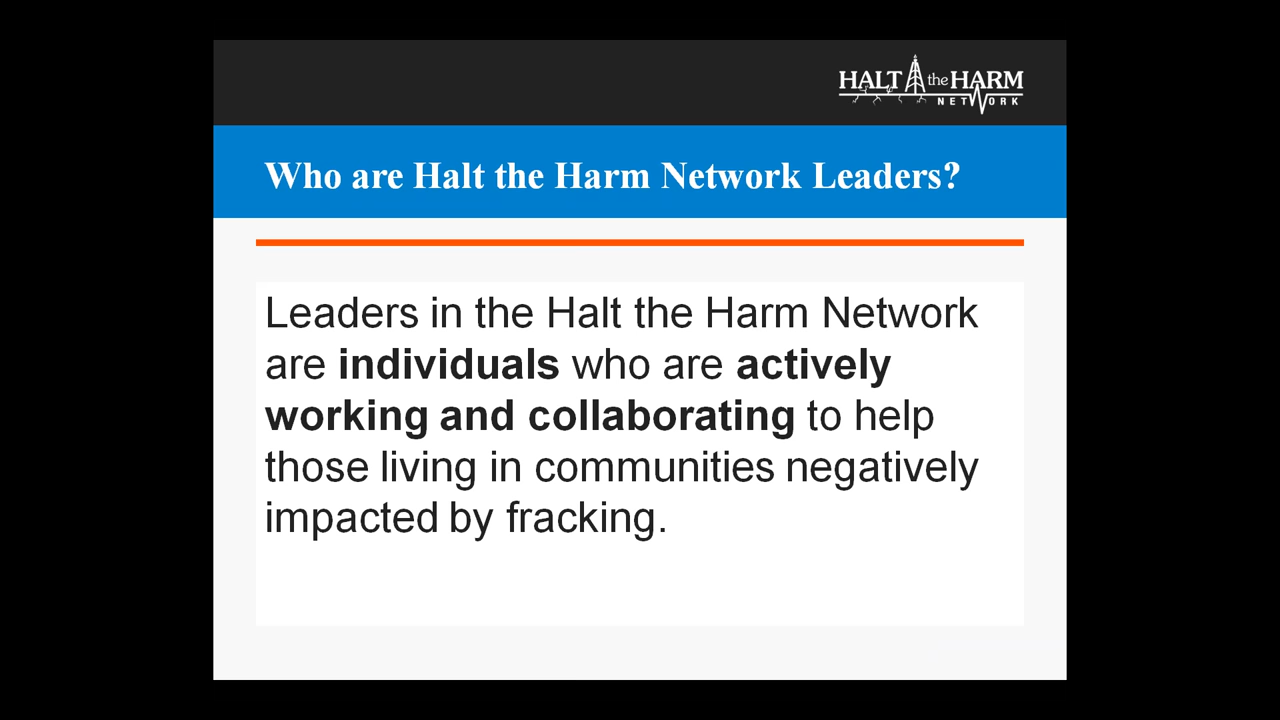 HALT the HARM
NETWORK
Who are Halt the Harm Network Leaders?
Leaders in the Halt the Harm Network
are individuals who are actively
working and collaborating to help
those living in communities negatively
impacted by fracking.